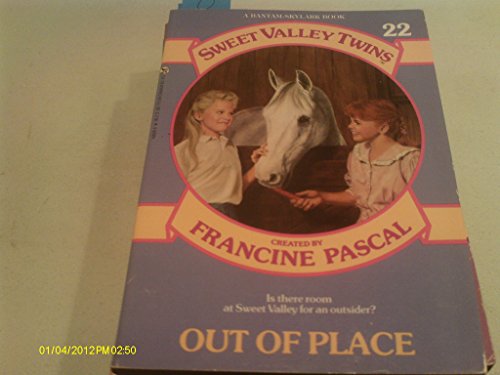 A BANTAM-SKYLARK BOOK
22
SWEET VALLEY TWINS
CREATED BY
FRANCINE PASCAL
Is there room
at Sweet Valley for an outsider?
OUT OF PLACE
01/04/2012PM02:50